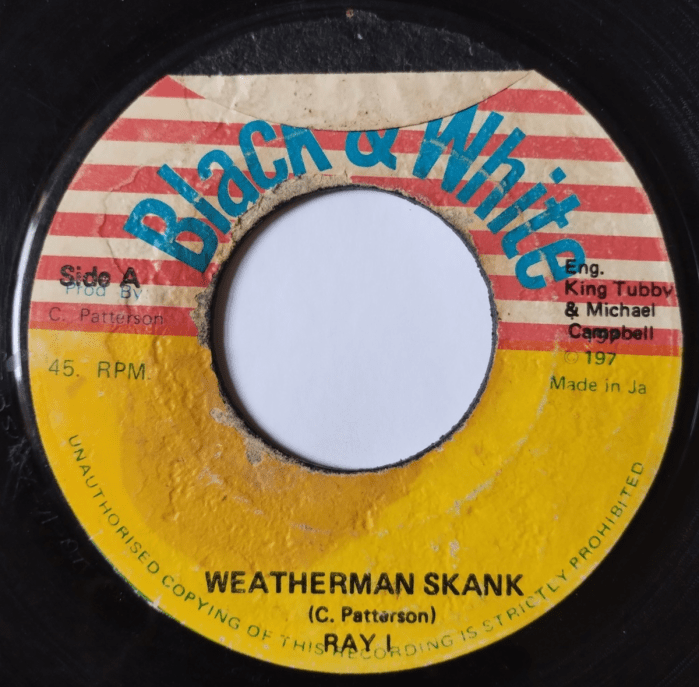 Black & White
Side A
Prod By
C. Patterson
Eng.
King Tubby
& Michael
Campbell
℗ 197
45. RPM.
Made in Ja
WEATHERMAN SKANK
(C. Patterson)
RAY I
UNAUTHORISED COPYING OF THIS RECORDING IS STRICTLY PROHIBITED